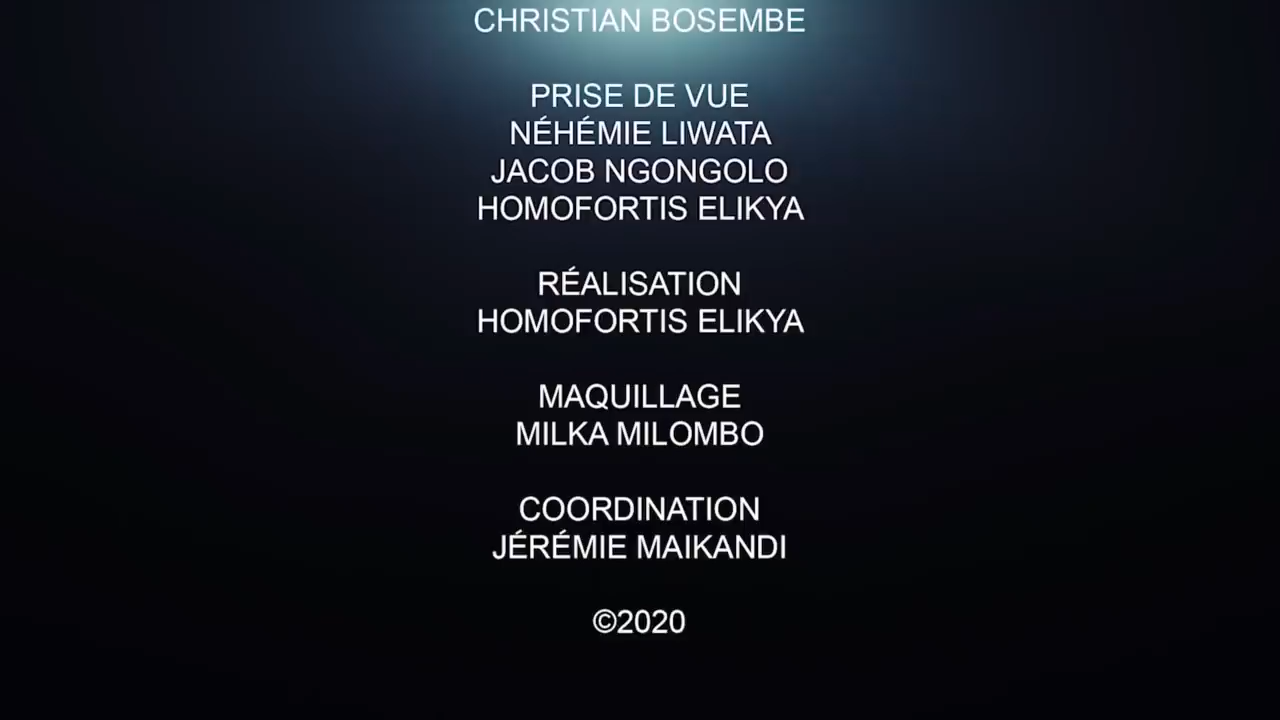 CHRISTIAN BOSEMBE
PRISE DE VUE
NÉHÉMIE LIWATA
JACOB NGONGOLO
HOMOFORTIS ELIKYA
RÉALISATION
HOMOFORTIS ELIKYA
MAQUILLAGE
MILKA MILOMBO
COORDINATION
JÉRÉMIE MAIKANDI
©2020